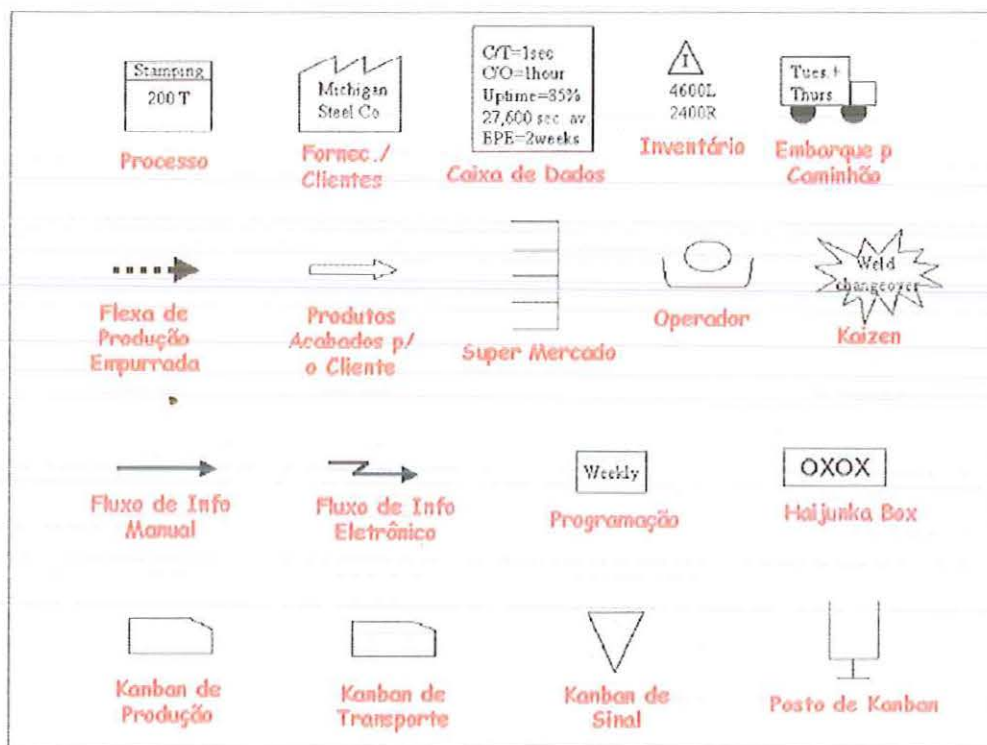 Stamping
200 T
Processo
Michigan
Steel Co
Fornec./
Clientes
C/T=1sec
C/O=1hour
Uptime=85%
27,600 sec. av
EPE=2weeks
Caixa de Dados
I
4600L
2400R
Inventário
Tues.+
Thurs
Embarque p
Caminhão
Flexa de
Produção
Empurrada
Produtos
Acabados p/
o Cliente
Super Mercado
Operador
Weld
changeover
Kaizen
Fluxo de Info
Manual
Fluxo de Info
Eletrônico
Weekly
Programação
OXOX
Haijunka Box
Kanban de
Produção
Kanban de
Transporte
Kanban de
Sinal
Posto de Kanban